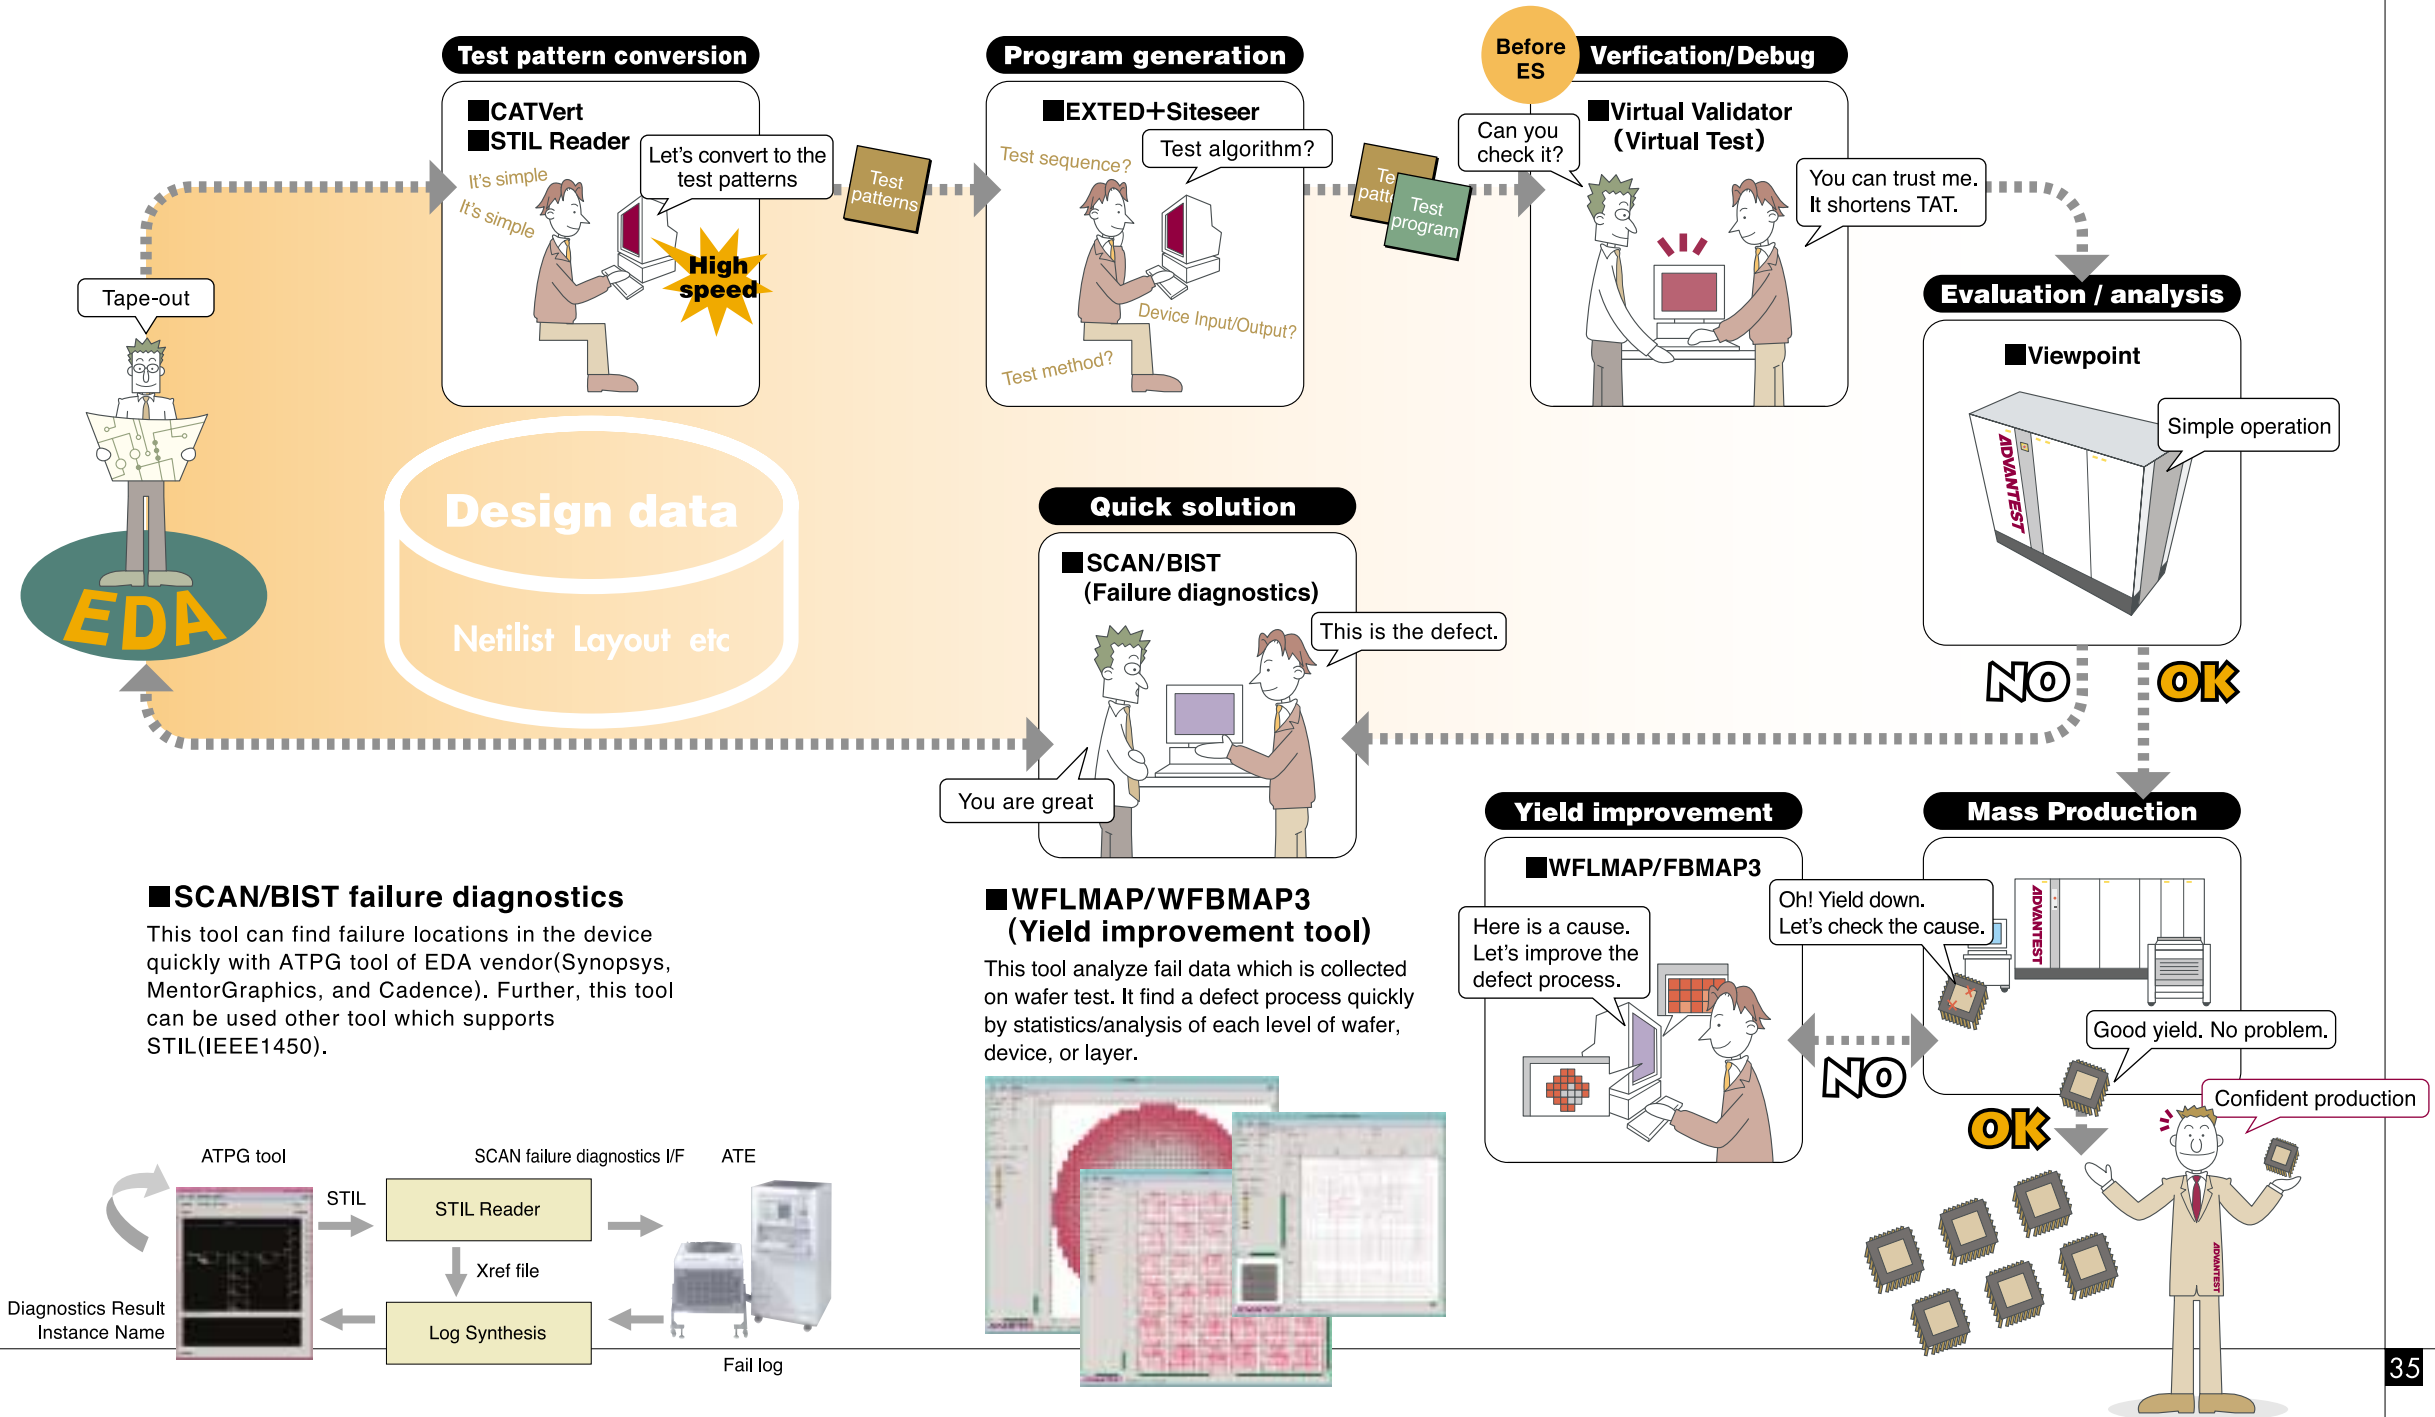 Test pattern conversion
■CATVert
■STIL Reader
Let's convert to the
test patterns
It's simple
It's simple
High
speed
Test
patterns
Program generation
■EXTED+Siteseer
Test sequence?
Test algorithm?
Device Input/Output?
Test method?
Test
program
Before
ES
Verfication/Debug
■Virtual Validator
(Virtual Test)
Can you
check it?
You can trust me.
It shortens TAT.
Evaluation / analysis
■Viewpoint
Simple operation
ADVANTEST
NO
OK
Tape-out
EDA
Design data
Netilist Layout etc
Quick solution
■SCAN/BIST
(Failure diagnostics)
This is the defect.
You are great
Yield improvement
■WFLMAP/FBMAP3
Here is a cause.
Let's improve the
defect process.
Mass Production
Oh! Yield down.
Let's check the cause.
ADVANTEST
Good yield. No problem.
NO
OK
Confident production
ADVANTEST
■SCAN/BIST failure diagnostics
This tool can find failure locations in the device
quickly with ATPG tool of EDA vendor(Synopsys,
MentorGraphics, and Cadence). Further, this tool
can be used other tool which supports
STIL(IEEE1450).
ATPG tool
SCAN failure diagnostics I/F
ATE
STIL
STIL Reader
Xref file
Log Synthesis
Diagnostics Result
Instance Name
Fail log
■WFLMAP/WFBMAP3
(Yield improvement tool)
This tool analyze fail data which is collected
on wafer test. It find a defect process quickly
by statistics/analysis of each level of wafer,
device, or layer.
35